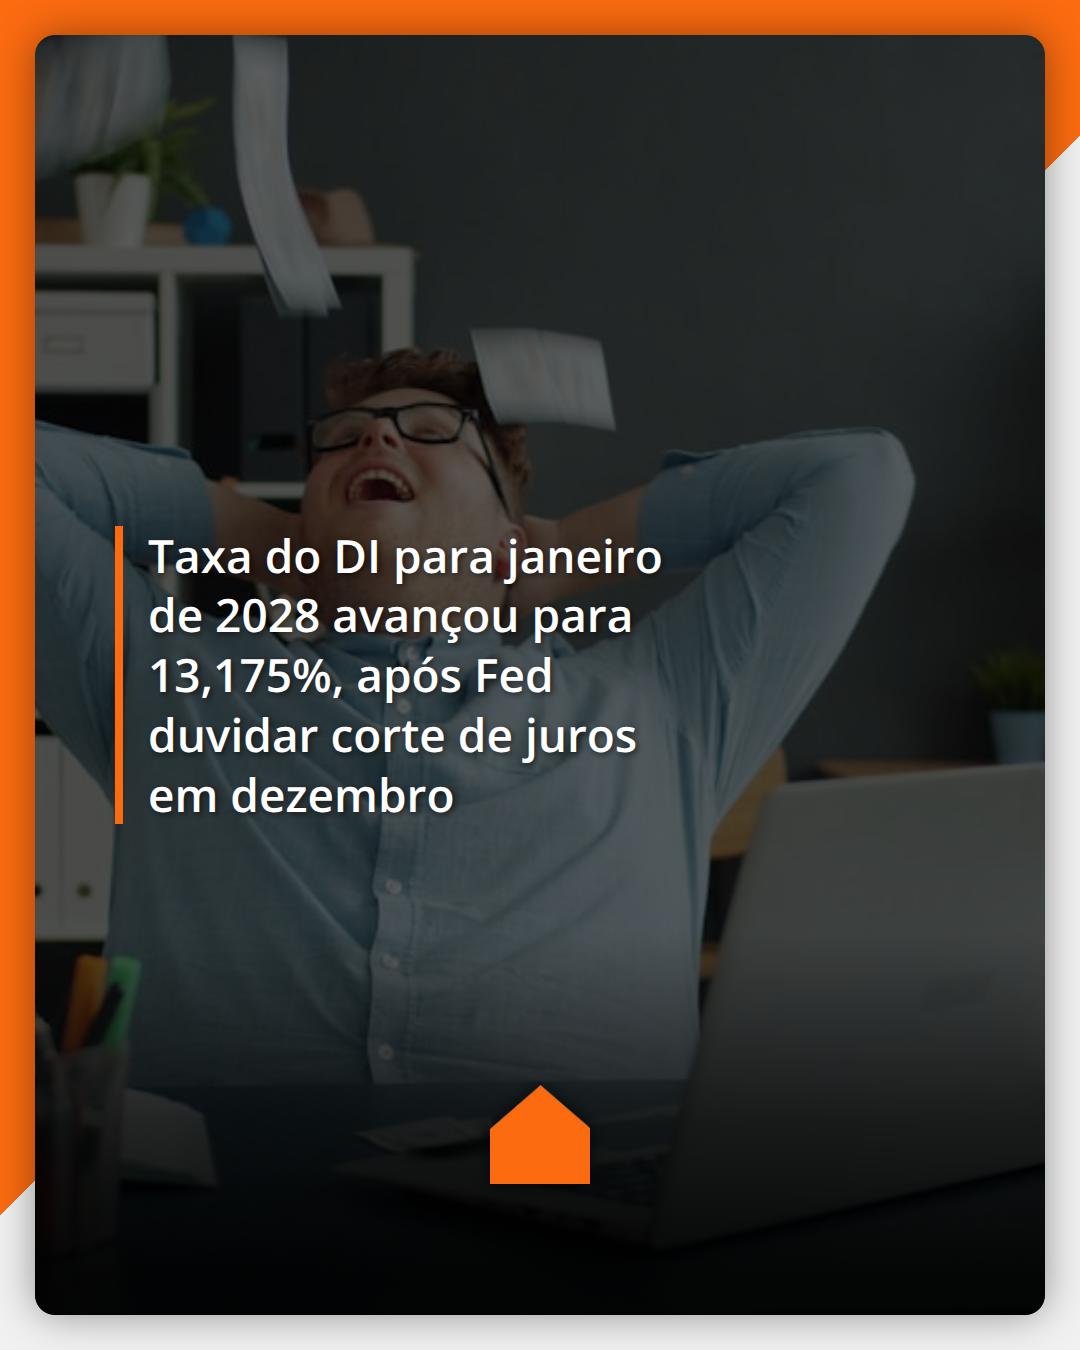 Taxa do DI para janeiro
de 2028 avançou para
13,175%, após Fed
duvidar corte de juros
em dezembro